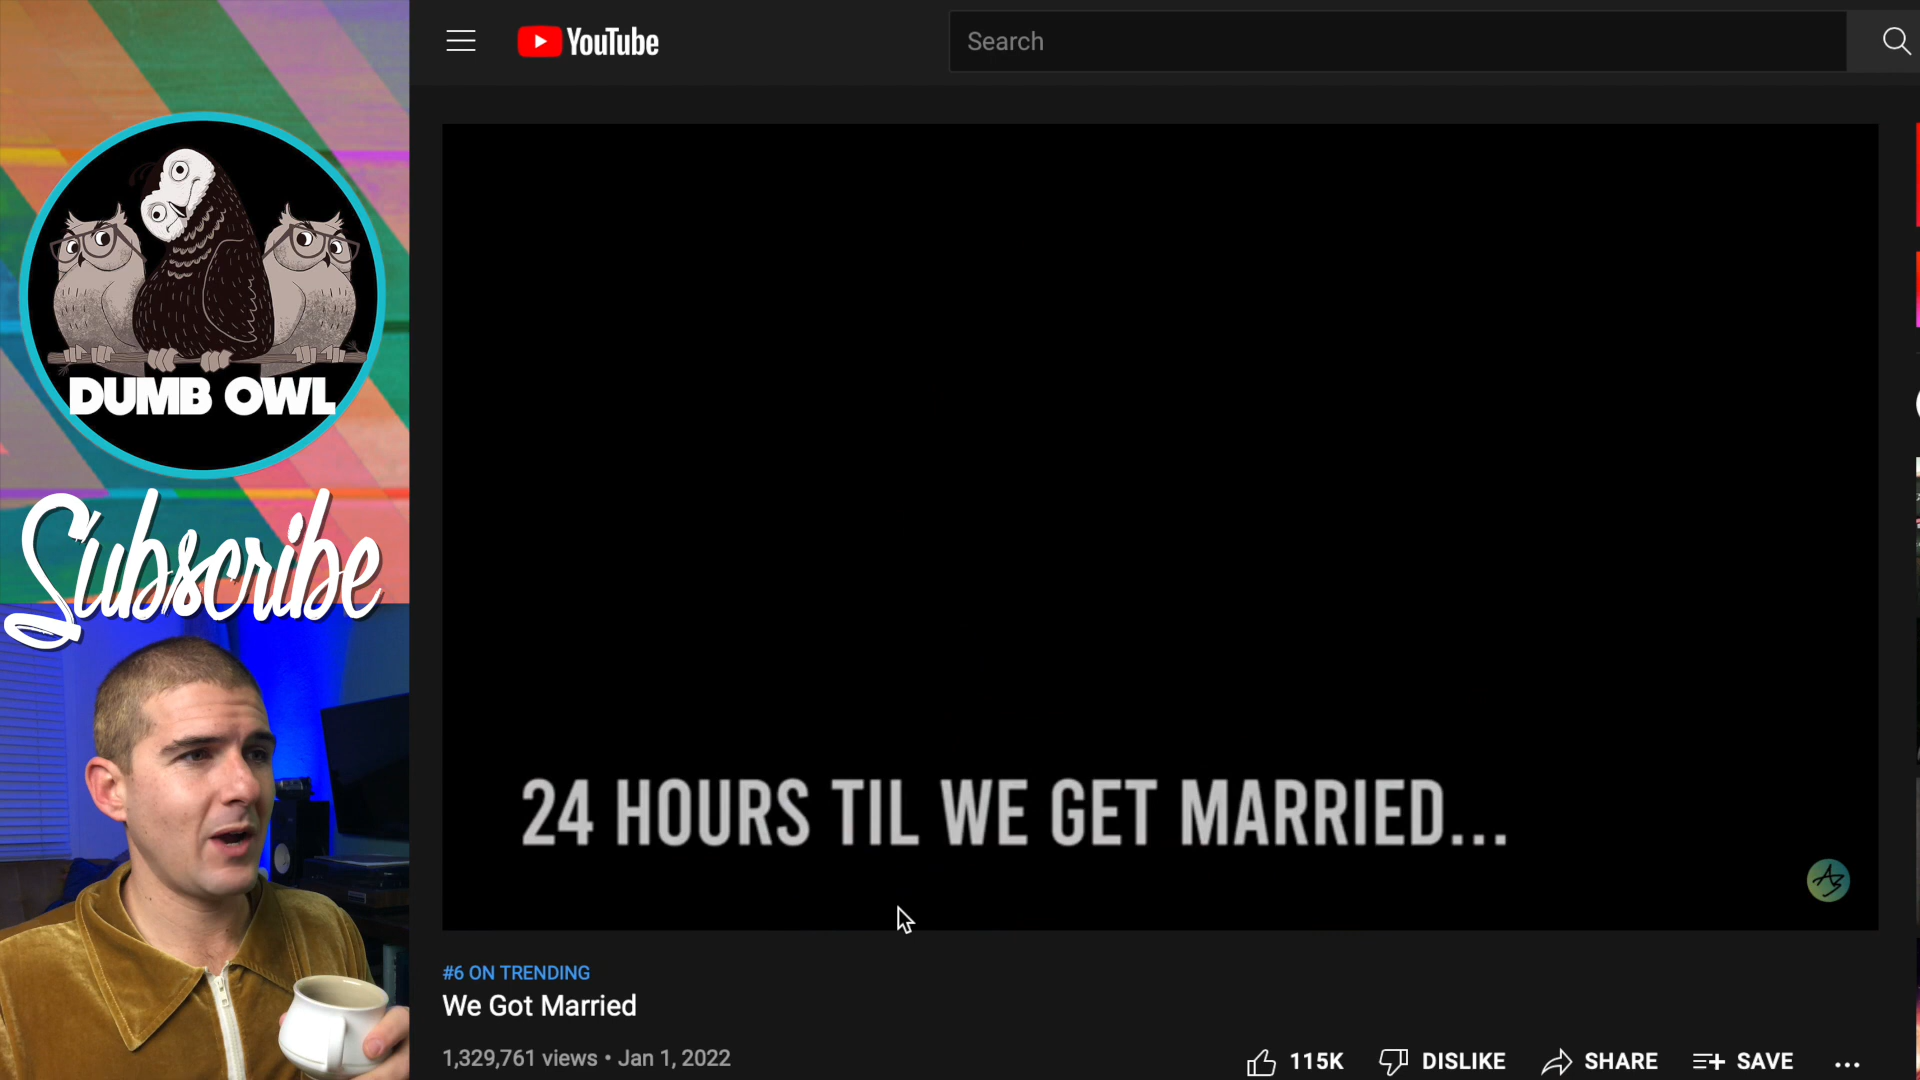 DUMB OWL
Subscribe
YouTube
Search
24 HOURS TIL WE GET MARRIED...
#6 ON TRENDING
We Got Married
1,329,761 views • Jan 1, 2022
115K
DISLIKE
SHARE
SAVE